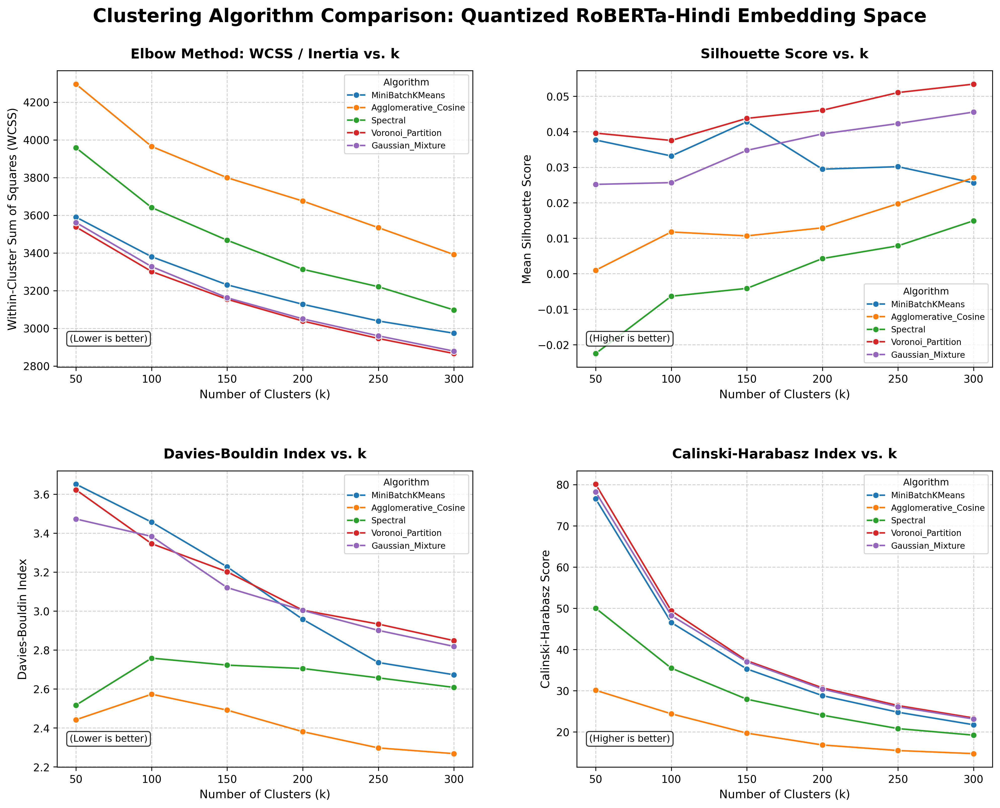 Clustering Algorithm Comparison: Quantized RoBERTa-Hindi Embedding Space
Elbow Method: WCSS / Inertia vs. k
Within-Cluster Sum of Squares (WCSS)
4200
4000
3800
3600
3400
3200
3000
2800
Algorithm
MiniBatchKMeans
Agglomerative_Cosine
Spectral
Voronoi_Partition
Gaussian_Mixture
(Lower is better)
50 100 150 200 250 300
Number of Clusters (k)
Silhouette Score vs. k
Mean Silhouette Score
0.05
0.04
0.03
0.02
0.01
0.00
−0.01
−0.02
Algorithm
MiniBatchKMeans
Agglomerative_Cosine
Spectral
Voronoi_Partition
Gaussian_Mixture
(Higher is better)
50 100 150 200 250 300
Number of Clusters (k)
Davies-Bouldin Index vs. k
Davies-Bouldin Index
3.6
3.4
3.2
3.0
2.8
2.6
2.4
2.2
Algorithm
MiniBatchKMeans
Agglomerative_Cosine
Spectral
Voronoi_Partition
Gaussian_Mixture
(Lower is better)
50 100 150 200 250 300
Number of Clusters (k)
Calinski-Harabasz Index vs. k
Calinski-Harabasz Score
80
70
60
50
40
30
20
Algorithm
MiniBatchKMeans
Agglomerative_Cosine
Spectral
Voronoi_Partition
Gaussian_Mixture
(Higher is better)
50 100 150 200 250 300
Number of Clusters (k)